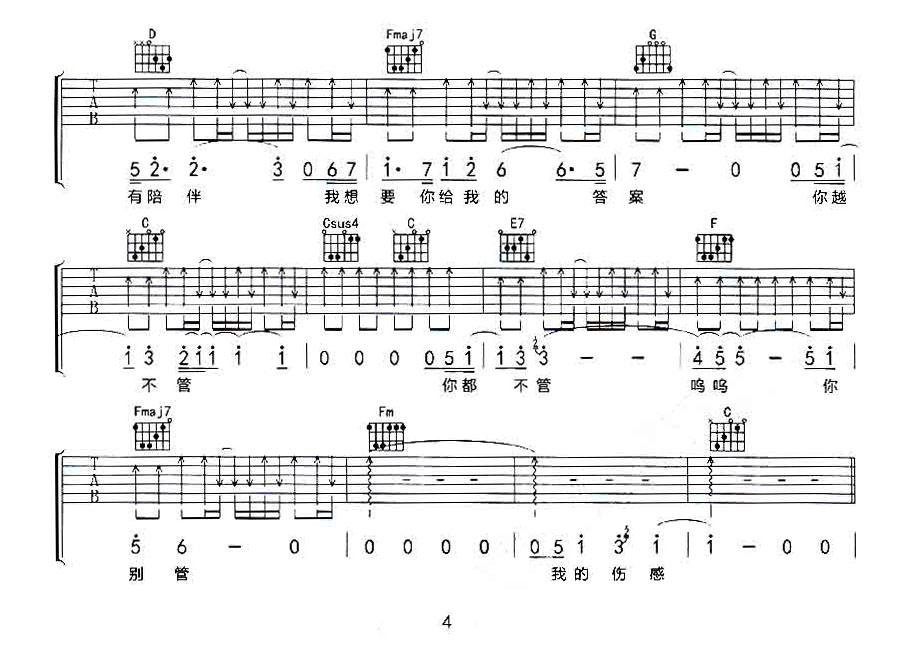 D Fmaj7 G
T
A
B
5 2· 2· 3 0 6 7 | 1· 7 1 2 6 6· 5 | 7 – 0 0 5 1 |
有陪 伴 我想 要 你给我的 答 案 你越
C Csus4 C E7 F
T
A
B
1 3 2 1 1 1 1 | 0 0 0 0 5 1 | 1 3 3 – – | 4 5 5 – 5 1 |
不 管 你都 不管 呜呜 你
Fmaj7 Fm C
T
A
B
5 6 – 0 | 0 0 0 0 | 0 5 1 3 1 | 1 – 0 0 |
别 管 我的 伤 感
4